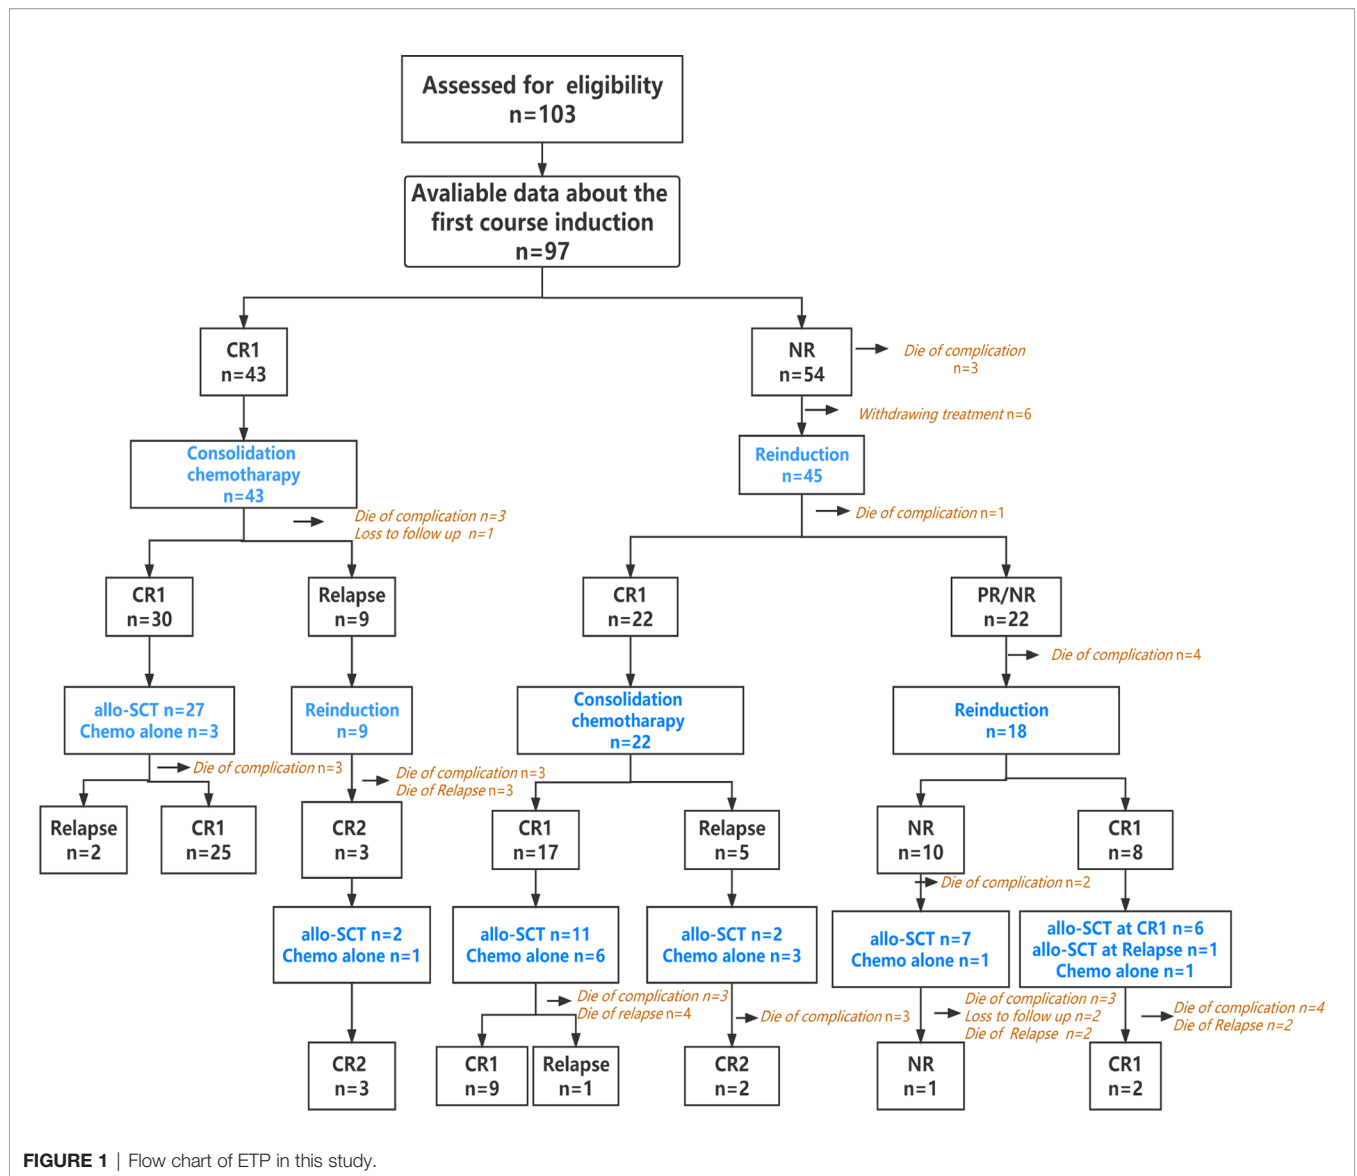 Assessed for eligibility
n=103
Avaliable data about the
first course induction
n=97
CR1
n=43
NR
n=54
Die of complication
n=3
Withdrawing treatment n=6
Consolidation
chemotharapy
n=43
Reinduction
n=45
Die of complication n=3
Loss to follow up n=1
Die of complication n=1
CR1
n=30
Relapse
n=9
CR1
n=22
PR/NR
n=22
Die of complication n=4
allo-SCT n=27
Chemo alone n=3
Reinduction
n=9
Consolidation
chemotharapy
n=22
Reinduction
n=18
Die of complication n=3
Die of complication n=3
Die of Relapse n=3
Relapse
n=2
CR1
n=25
CR2
n=3
CR1
n=17
Relapse
n=5
NR
n=10
CR1
n=8
Die of complication n=2
allo-SCT n=2
Chemo alone n=1
allo-SCT n=11
Chemo alone n=6
allo-SCT n=2
Chemo alone n=3
allo-SCT n=7
Chemo alone n=1
allo-SCT at CR1 n=6
allo-SCT at Relapse n=1
Chemo alone n=1
Die of complication n=3
Die of relapse n=4
Die of complication n=3
Die of complication n=3
Loss to follow up n=2
Die of Relapse n=2
Die of complication n=4
Die of Relapse n=2
CR2
n=3
CR1
n=9
Relapse
n=1
CR2
n=2
NR
n=1
CR1
n=2
FIGURE 1 | Flow chart of ETP in this study.